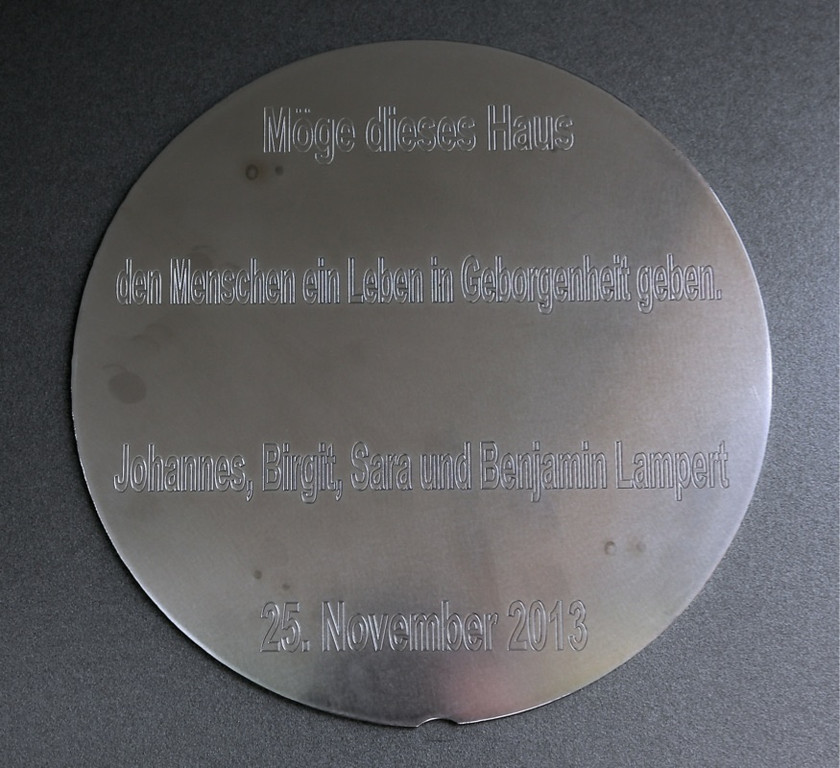 Möge dieses Haus
den Menschen ein Leben in Geborgenheit geben.
Johannes, Birgit, Sara und Benjamin Lampert
25. November 2013